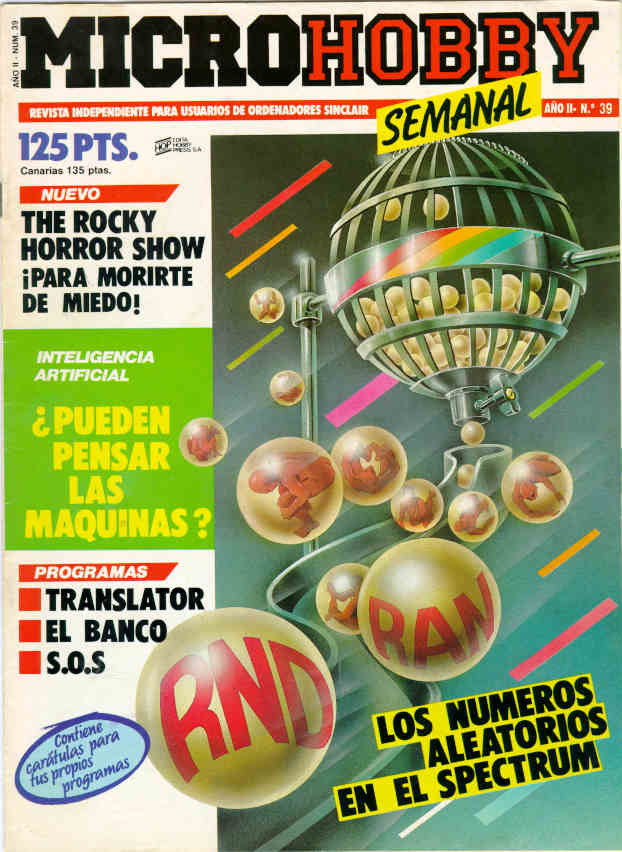 AÑO II - NUM. 39
MICROHOBBY
SEMANAL
REVISTA INDEPENDIENTE PARA USUARIOS DE ORDENADORES SINCLAIR
AÑO II- N.º 39
125 PTS.
Canarias 135 ptas.
HOP EDITA
HOBBY
PRESS S.A
NUEVO
THE ROCKY
HORROR SHOW
¡PARA MORIRTE
DE MIEDO!
INTELIGENCIA
ARTIFICIAL
¿PUEDEN
PENSAR
LAS
MAQUINAS?
PROGRAMAS
TRANSLATOR
EL BANCO
S.O.S
Contiene
carátulas para
tus propios
programas
RND
RAN
LOS NUMEROS
ALEATORIOS
EN EL SPECTRUM